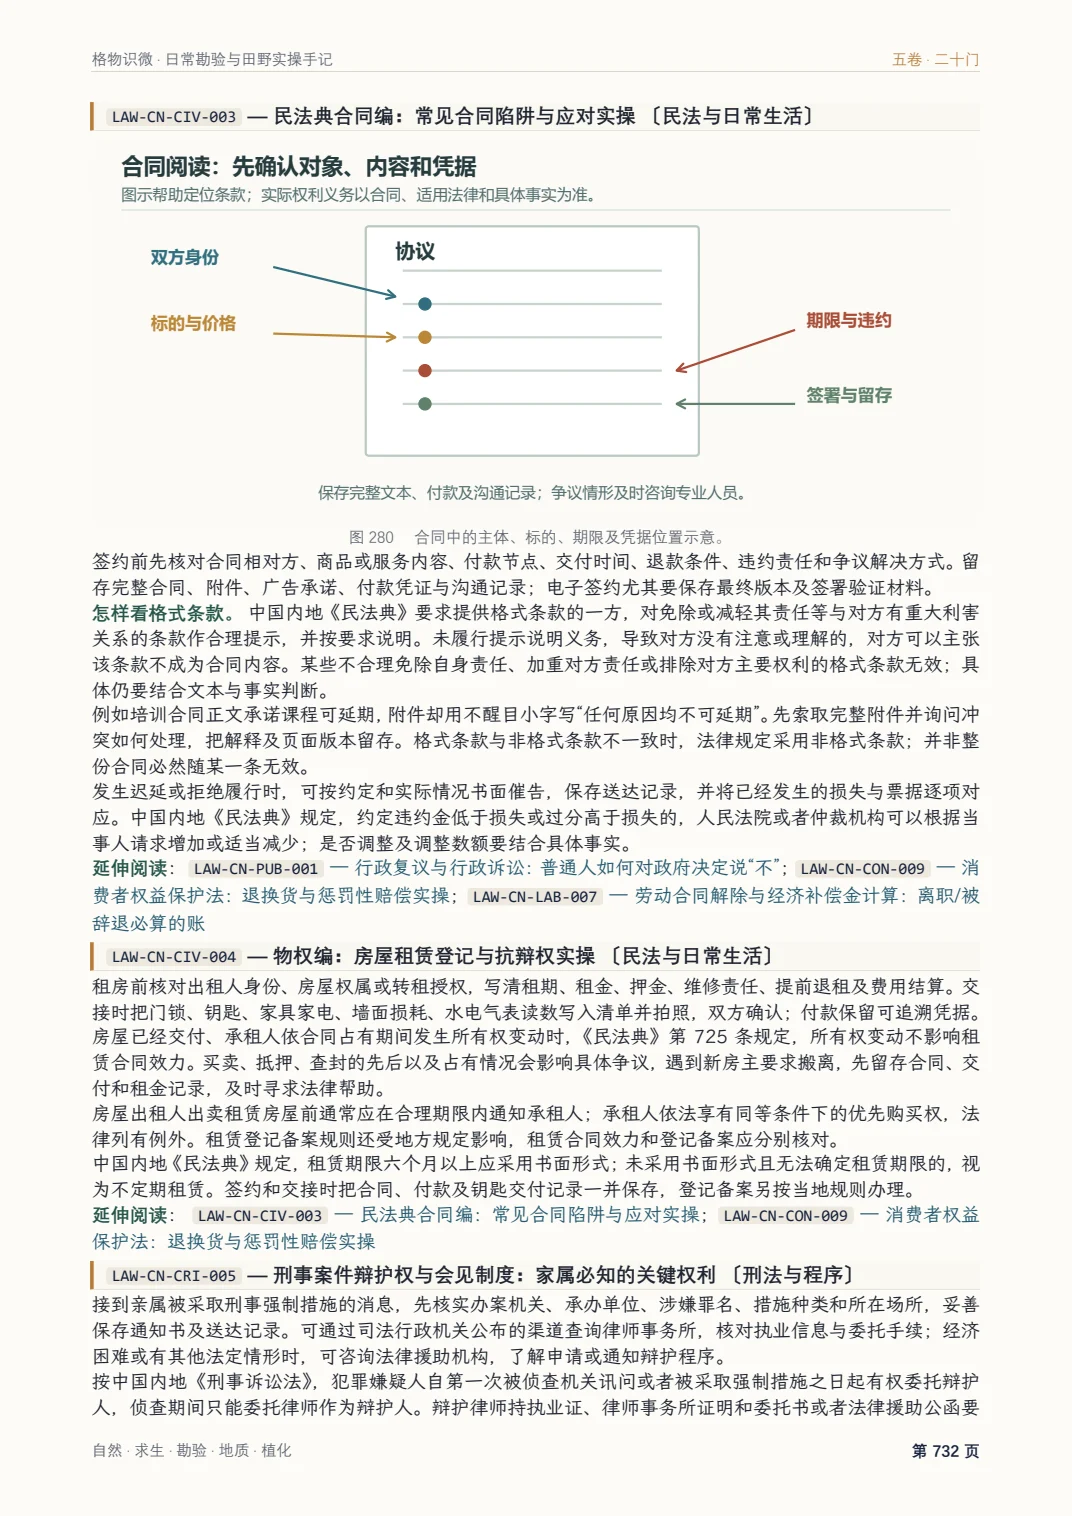 格物识微 · 日常勘验与田野实操手记
五卷 · 二十门
LAW-CN-CIV-003 — 民法典合同编：常见合同陷阱与应对实操 〔民法与日常生活〕
合同阅读：先确认对象、内容和凭据
图示帮助定位条款；实际权利义务以合同、适用法律和具体事实为准。
协议
双方身份
标的与价格
期限与违约
签署与留存
保存完整文本、付款及沟通记录；争议情形及时咨询专业人员。
图 280 合同中的主体、标的、期限及凭据位置示意。
签约前先核对合同相对方、商品或服务内容、付款节点、交付时间、退款条件、违约责任和争议解决方式。留
存完整合同、附件、广告承诺、付款凭证与沟通记录；电子签约尤其要保存最终版本及签署验证材料。
怎样看格式条款。 中国内地《民法典》要求提供格式条款的一方，对免除或减轻其责任等与对方有重大利害
关系的条款作合理提示，并按要求说明。未履行提示说明义务，导致对方没有注意或理解的，对方可以主张
该条款不成为合同内容。某些不合理免除自身责任、加重对方责任或排除对方主要权利的格式条款无效；具
体仍要结合文本与事实判断。
例如培训合同正文承诺课程可延期，附件却用不醒目小字写“任何原因均不可延期”。先索取完整附件并询问冲
突如何处理，把解释及页面版本留存。格式条款与非格式条款不一致时，法律规定采用非格式条款；并非整
份合同必然随某一条无效。
发生迟延或拒绝履行时，可按约定和实际情况书面催告，保存送达记录，并将已经发生的损失与票据逐项对
应。中国内地《民法典》规定，约定违约金低于损失或过分高于损失的，人民法院或者仲裁机构可以根据当
事人请求增加或适当减少；是否调整及调整数额要结合具体事实。
延伸阅读： LAW-CN-PUB-001 — 行政复议与行政诉讼：普通人如何对政府决定说“不”； LAW-CN-CON-009 — 消
费者权益保护法：退换货与惩罚性赔偿实操； LAW-CN-LAB-007 — 劳动合同解除与经济补偿金计算：离职/被
辞退必算的账
LAW-CN-CIV-004 — 物权编：房屋租赁登记与抗辩权实操 〔民法与日常生活〕
租房前核对出租人身份、房屋权属或转租授权，写清租期、租金、押金、维修责任、提前退租及费用结算。交
接时把门锁、钥匙、家具家电、墙面损耗、水电气表读数写入清单并拍照，双方确认；付款保留可追溯凭据。
房屋已经交付、承租人依合同占有期间发生所有权变动时，《民法典》第 725 条规定，所有权变动不影响租
赁合同效力。买卖、抵押、查封的先后以及占有情况会影响具体争议，遇到新房主要求搬离，先留存合同、交
付和租金记录，及时寻求法律帮助。
房屋出租人出卖租赁房屋前通常应在合理期限内通知承租人；承租人依法享有同等条件下的优先购买权，法
律列有例外。租赁登记备案规则还受地方规定影响，租赁合同效力和登记备案应分别核对。
中国内地《民法典》规定，租赁期限六个月以上应采用书面形式；未采用书面形式且无法确定租赁期限的，视
为不定期租赁。签约和交接时把合同、付款及钥匙交付记录一并保存，登记备案另按当地规则办理。
延伸阅读： LAW-CN-CIV-003 — 民法典合同编：常见合同陷阱与应对实操； LAW-CN-CON-009 — 消费者权益
保护法：退换货与惩罚性赔偿实操
LAW-CN-CRI-005 — 刑事案件辩护权与会见制度：家属必知的关键权利 〔刑法与程序〕
接到亲属被采取刑事强制措施的消息，先核实办案机关、承办单位、涉嫌罪名、措施种类和所在场所，妥善
保存通知书及送达记录。可通过司法行政机关公布的渠道查询律师事务所，核对执业信息与委托手续；经济
困难或有其他法定情形时，可咨询法律援助机构，了解申请或通知辩护程序。
按中国内地《刑事诉讼法》，犯罪嫌疑人自第一次被侦查机关讯问或者被采取强制措施之日起有权委托辩护
人，侦查期间只能委托律师作为辩护人。辩护律师持执业证、律师事务所证明和委托书或者法律援助公函要
自然 · 求生 · 勘验 · 地质 · 植化
第 732 页